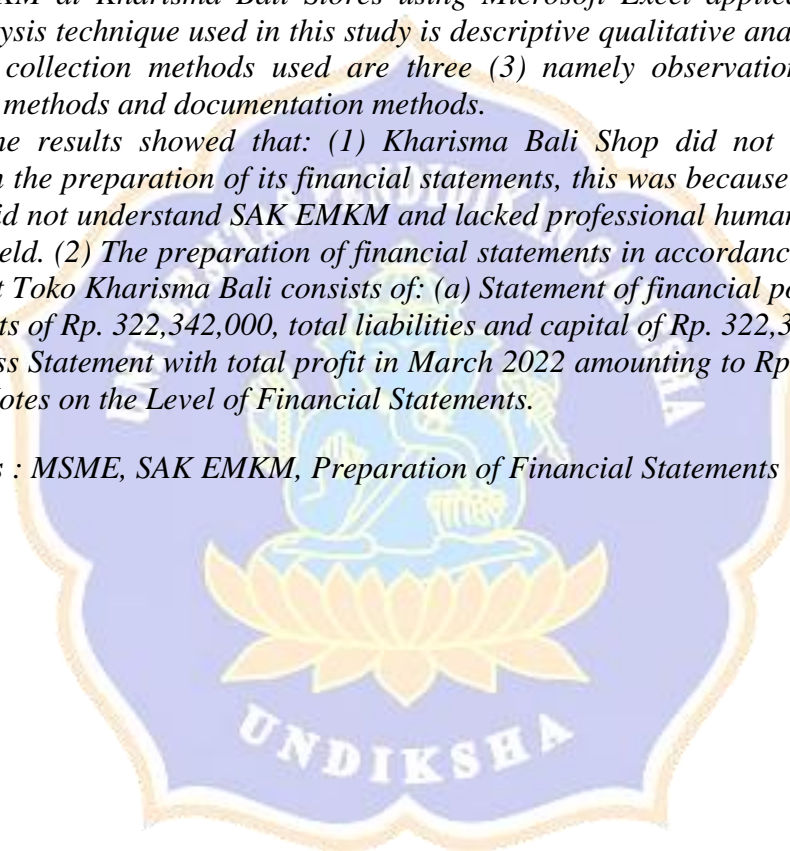 KM at Kharisma Bali Stores using Microsoft Excel applic
ysis technique used in this study is descriptive qualitative ana
collection methods used are three (3) namely observation
methods and documentation methods.
he results showed that: (1) Kharisma Bali Shop did not
n the preparation of its financial statements, this was because
id not understand SAK EMKM and lacked professional human
eld. (2) The preparation of financial statements in accordanc
t Toko Kharisma Bali consists of: (a) Statement of financial po
ts of Rp. 322,342,000, total liabilities and capital of Rp. 322,3
ss Statement with total profit in March 2022 amounting to Rp
Notes on the Level of Financial Statements.
s : MSME, SAK EMKM, Preparation of Financial Statements
UNIVERSITAS PENDIDIKAN GANESHA
UNDIKSHA